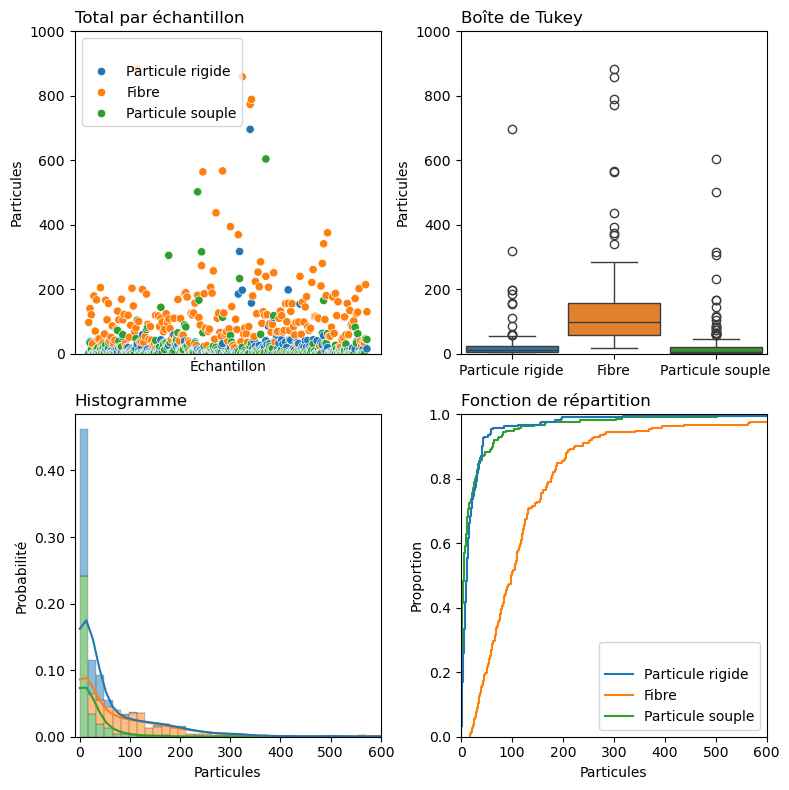 Total par échantillon
1000
800
600
400
200
0
Particules
Particule rigide
Fibre
Particule souple
Échantillon
Boîte de Tukey
1000
800
600
400
200
0
Particules
Particule rigide Fibre Particule souple
Histogramme
0.40
0.30
0.20
0.10
0.00
Probabilité
0 100 200 300 400 500 600
Particules
Fonction de répartition
1.0
0.8
0.6
0.4
0.2
0.0
Proportion
Particule rigide
Fibre
Particule souple
0 100 200 300 400 500 600
Particules